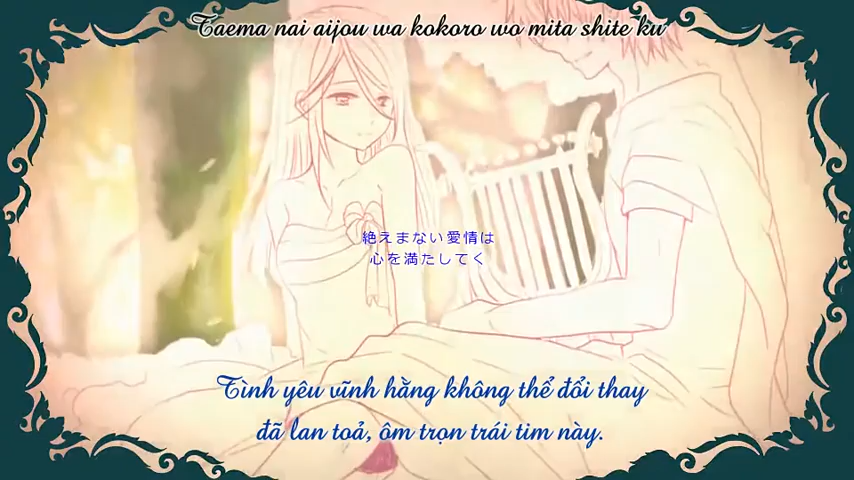 Taema nai aijou wa kokoro wo mita shite ku
絶えまない愛情は
心を満たしてく
Tình yêu vĩnh hằng không thể đổi thay
đã lan toả, ôm trọn trái tim này.